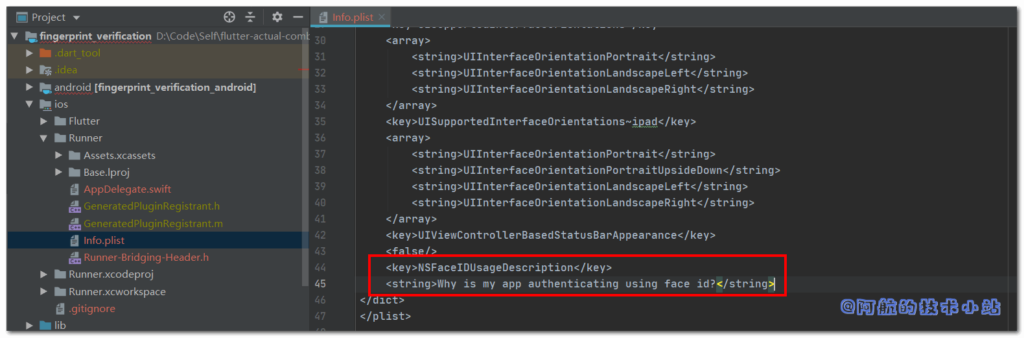 Project
Info.plist
fingerprint_verification D:\Code\Self\flutter-actual-comb
.dart_tool
.idea
android [fingerprint_verification_android]
ios
Flutter
Runner
Assets.xcassets
Base.lproj
AppDelegate.swift
GeneratedPluginRegistrant.h
GeneratedPluginRegistrant.m
Info.plist
Runner-Bridging-Header.h
Runner.xcodeproj
Runner.xcworkspace
.gitignore
lib
30 <array>
31 <string>UIInterfaceOrientationPortrait</string>
32 <string>UIInterfaceOrientationLandscapeLeft</string>
33 <string>UIInterfaceOrientationLandscapeRight</string>
34 </array>
35 <key>UISupportedInterfaceOrientations~ipad</key>
36 <array>
37 <string>UIInterfaceOrientationPortrait</string>
38 <string>UIInterfaceOrientationPortraitUpsideDown</string>
39 <string>UIInterfaceOrientationLandscapeLeft</string>
40 <string>UIInterfaceOrientationLandscapeRight</string>
41 </array>
42 <key>UIViewControllerBasedStatusBarAppearance</key>
43 <false/>
44 <key>NSFaceIDUsageDescription</key>
45 <string>Why is my app authenticating using face id?</string>
46 </dict>
47 </plist>
@阿航的技术小站